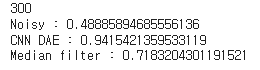 300
Noisy : 0.48885894685556136
CNN DAE : 0.9415421359533119
Median filter : 0.7183204301191521